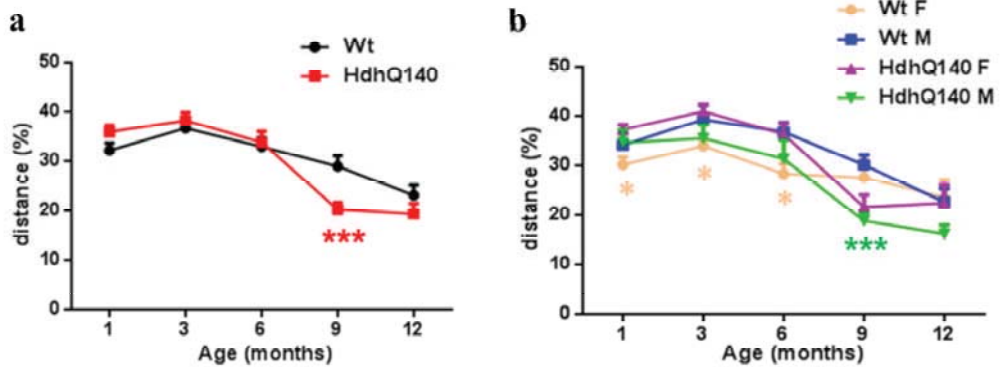 a
Wt
HdhQ140
50
40
30
20
10
0
distance (%)
***
1 3 6 9 12
Age (months)
b
Wt F
Wt M
HdhQ140 F
HdhQ140 M
50
40
30
20
10
0
distance (%)
* * *
***
1 3 6 9 12
Age (months)